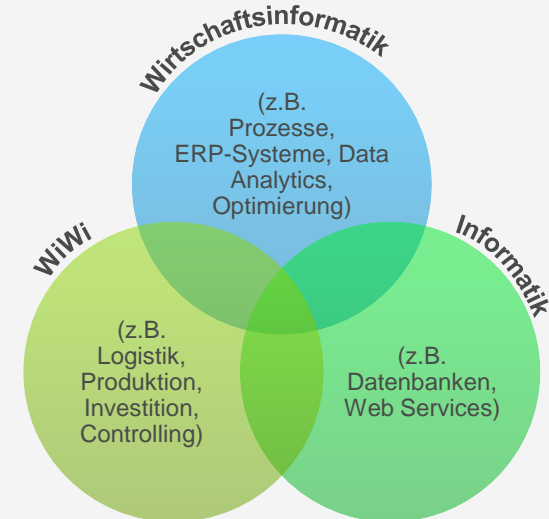 Wirtschaftsinformatik
(z.B.
Prozesse,
ERP-Systeme, Data
Analytics,
Optimierung)
WiWi
(z.B.
Logistik,
Produktion,
Investition,
Controlling)
Informatik
(z.B.
Datenbanken,
Web Services)